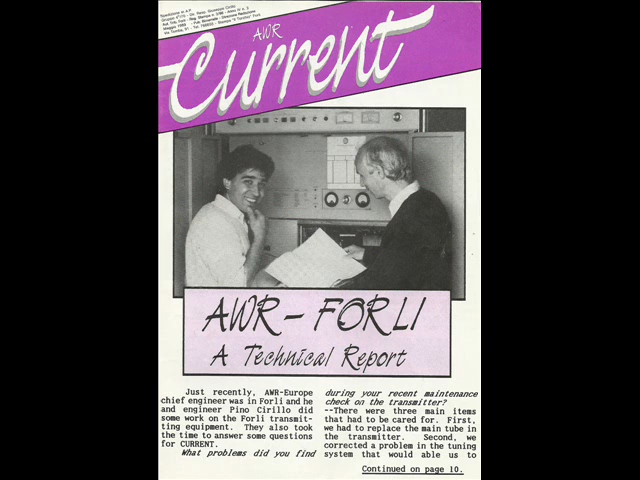 Spedizione in A.P.
Maggio 1989
AWR
Current
AWR - FORLI
A Technical Report
Just recently, AWR-Europe
chief engineer was in Forli and he
and engineer Pino Cirillo did
some work on the Forli transmit-
ting equipment. They also took
the time to answer some questions
for CURRENT.
What problems did you find
during your recent maintenance
check on the transmitter?
--There were three main items
that had to be cared for. First,
we had to replace the main tube in
the transmitter. Second, we
corrected a problem in the tuning
system that would able us to
Continued on page 10.